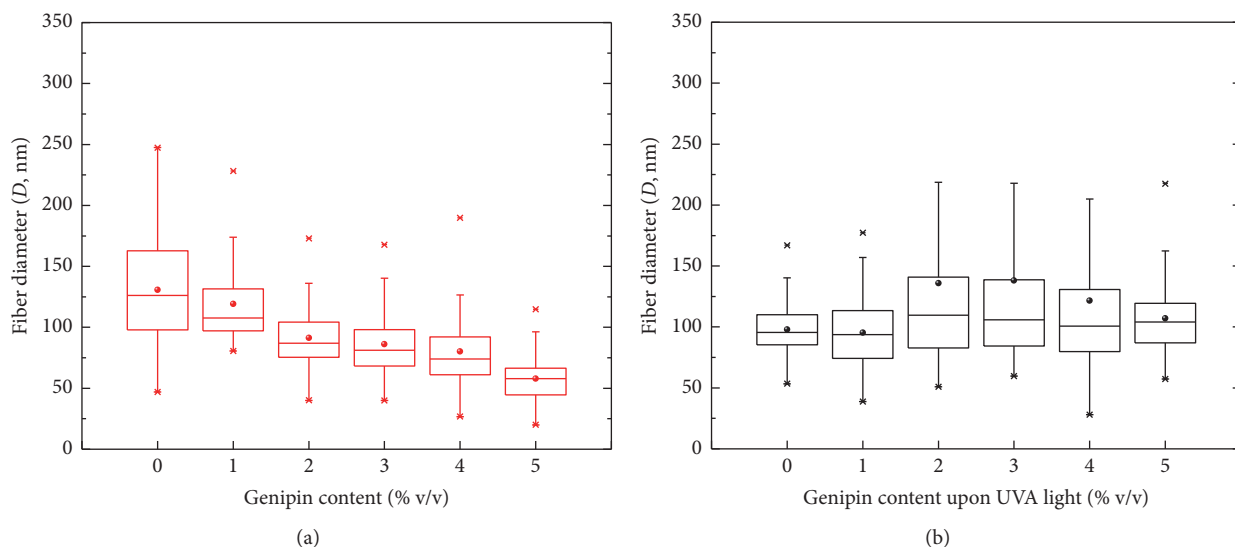 350
300
250
200
150
100
50
0
Fiber diameter (D, nm)
0 1 2 3 4 5
Genipin content (% v/v)
(a)
350
300
250
200
150
100
50
0
Fiber diameter (D, nm)
0 1 2 3 4 5
Genipin content upon UVA light (% v/v)
(b)